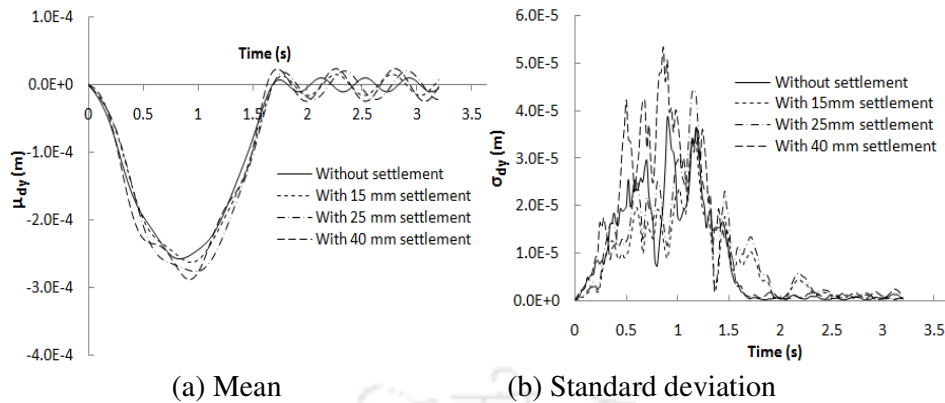 1.0E-4
0.0E+0
-1.0E-4
-2.0E-4
-3.0E-4
-4.0E-4
μdy (m)
Time (s)
0 0.5 1 1.5 2 2.5 3 3.5
Without settlement
With 15 mm settlement
With 25 mm settlement
With 40 mm settlement
(a) Mean
6.0E-5
5.0E-5
4.0E-5
3.0E-5
2.0E-5
1.0E-5
0.0E+0
σdy (m)
Without settlement
With 15mm settlement
With 25mm settlement
With 40 mm settlement
0 0.5 1 1.5 2 2.5 3 3.5
Time (s)
(b) Standard deviation